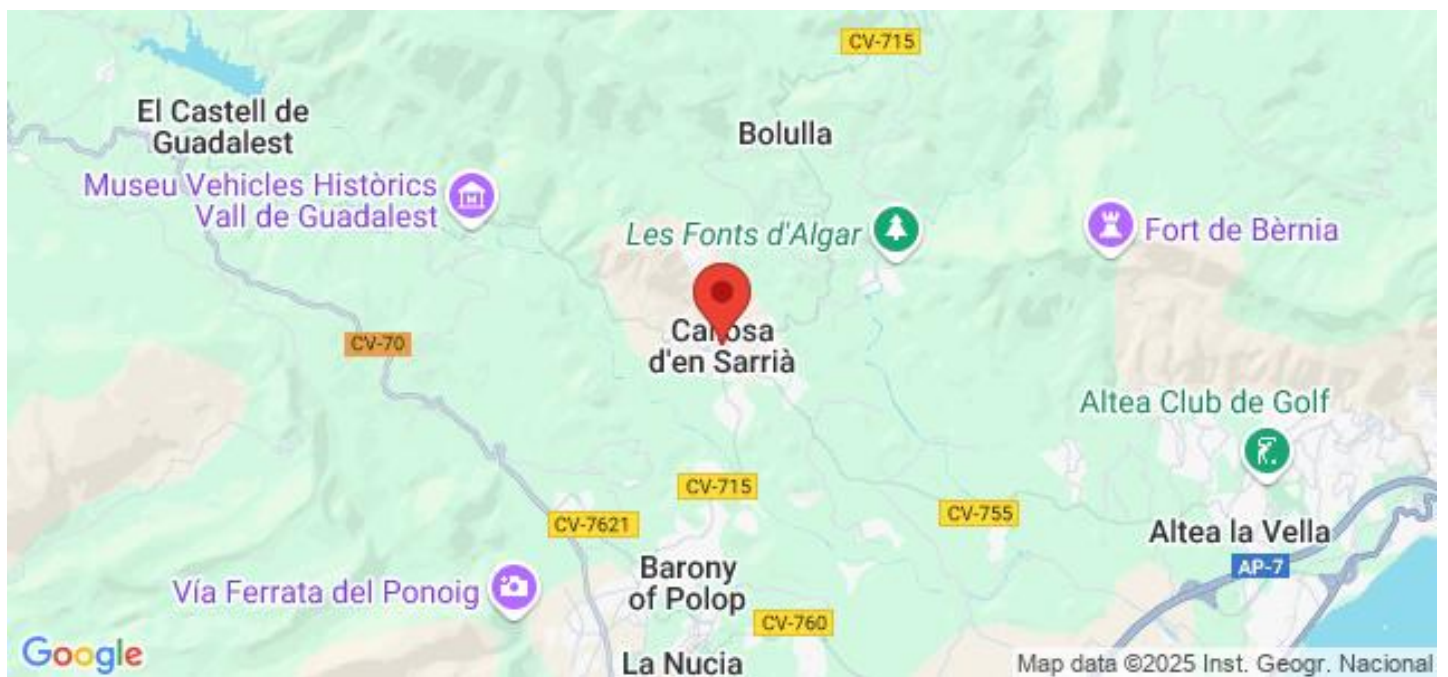 CV-715
El Castell de
Guadalest
Bolulla
Museu Vehicles Històrics
Vall de Guadalest
Les Fonts d'Algar
Fort de Bèrnia
Callosa
d'en Sarrià
CV-70
Altea Club de Golf
CV-715
CV-7621
CV-755
Altea la Vella
AP-7
Barony
of Polop
Vía Ferrata del Ponoig
CV-760
La Nucia
Google
Map data ©2025 Inst. Geogr. Nacional